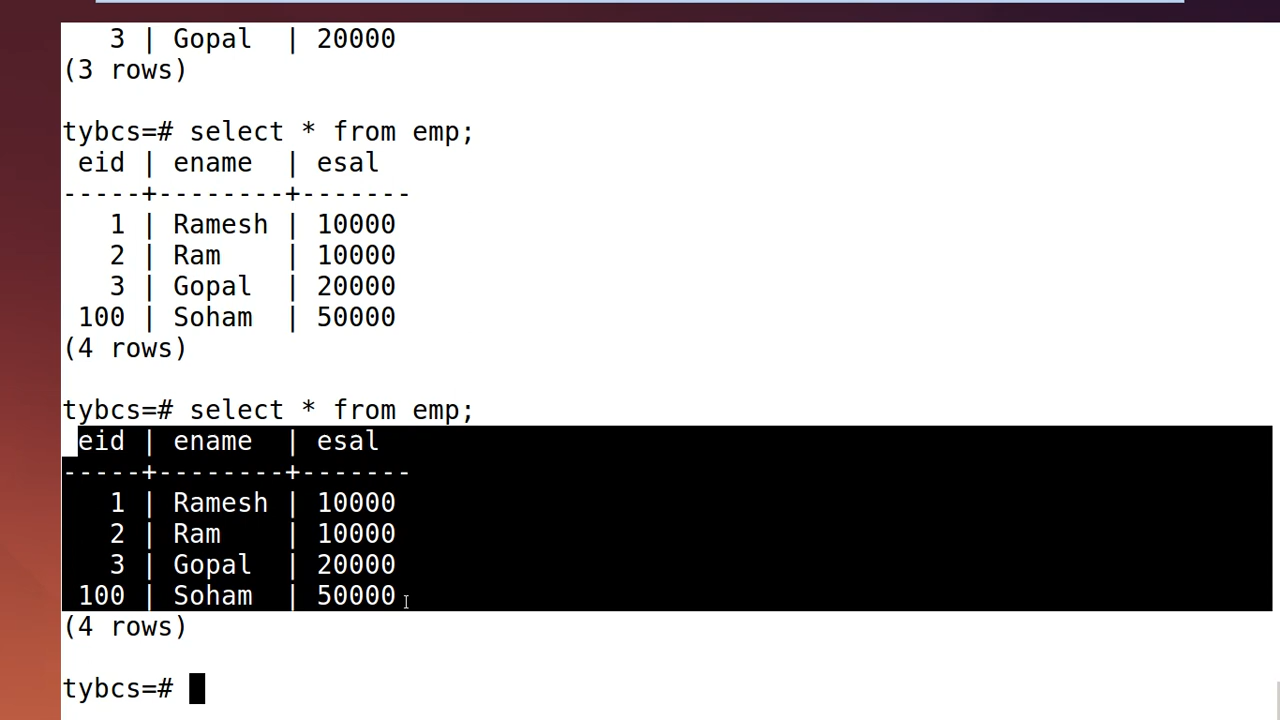 3 | Gopal  | 20000
(3 rows)
tybcs=# select * from emp;
 eid | ename  | esal
-----+--------+-------
   1 | Ramesh | 10000
   2 | Ram    | 10000
   3 | Gopal  | 20000
 100 | Soham  | 50000
(4 rows)
tybcs=# select * from emp;
 eid | ename  | esal
-----+--------+-------
   1 | Ramesh | 10000
   2 | Ram    | 10000
   3 | Gopal  | 20000
 100 | Soham  | 50000
(4 rows)
tybcs=#